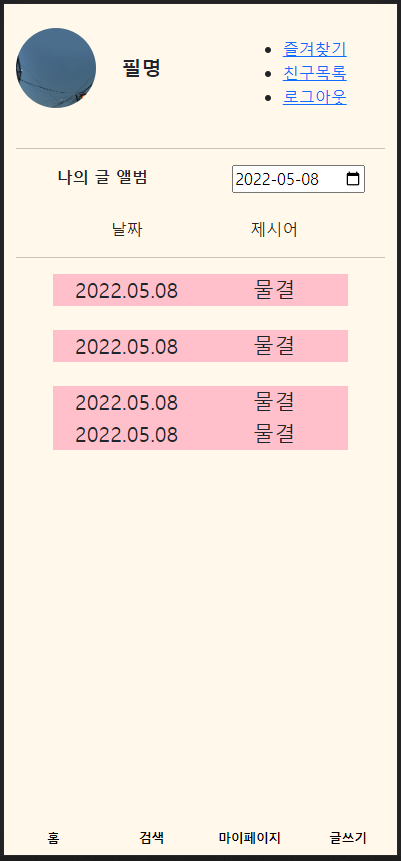 필명
즐겨찾기
친구목록
로그아웃
나의 글 앨범 2022-05-08
날짜 제시어
2022.05.08 물결
2022.05.08 물결
2022.05.08 물결
2022.05.08 물결
홈 검색 마이페이지 글쓰기